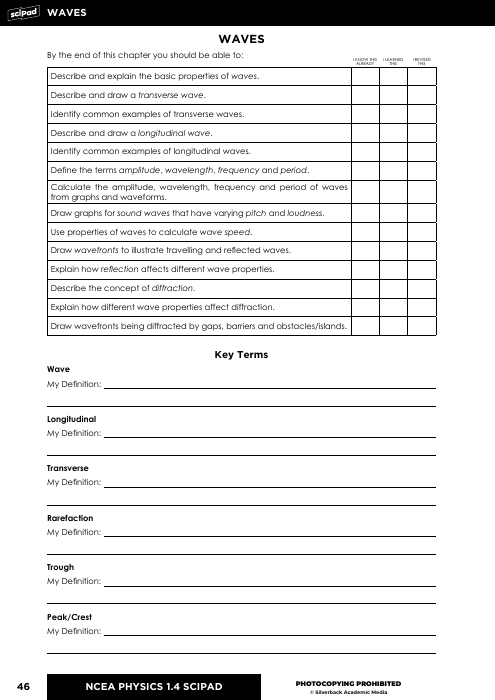 scipad
WAVES
WAVES
By the end of this chapter you should be able to:
I KNOW THIS ALREADY
I LEARNED THIS
I REVISED THIS
Describe and explain the basic properties of waves.
Describe and draw a transverse wave.
Identify common examples of transverse waves.
Describe and draw a longitudinal wave.
Identify common examples of longitudinal waves.
Define the terms amplitude, wavelength, frequency and period.
Calculate the amplitude, wavelength, frequency and period of waves
from graphs and waveforms.
Draw graphs for sound waves that have varying pitch and loudness.
Use properties of waves to calculate wave speed.
Draw wavefronts to illustrate travelling and reflected waves.
Explain how reflection affects different wave properties.
Describe the concept of diffraction.
Explain how different wave properties affect diffraction.
Draw wavefronts being diffracted by gaps, barriers and obstacles/islands.
Key Terms
Wave
My Definition:
Longitudinal
My Definition:
Transverse
My Definition:
Rarefaction
My Definition:
Trough
My Definition:
Peak/Crest
My Definition:
46
NCEA PHYSICS 1.4 SCIPAD
PHOTOCOPYING PROHIBITED
© Silverback Academic Media